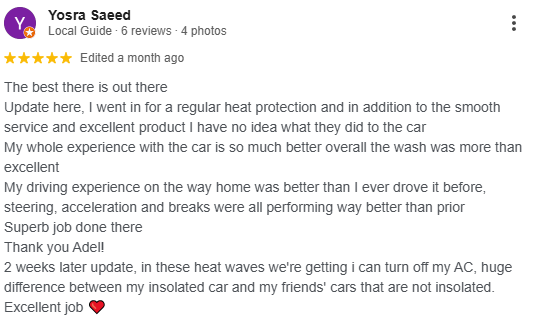 Y
Yosra Saeed
Local Guide · 6 reviews · 4 photos
Edited a month ago
The best there is out there
Update here, I went in for a regular heat protection and in addition to the smooth
service and excellent product I have no idea what they did to the car
My whole experience with the car is so much better overall the wash was more than
excellent
My driving experience on the way home was better than I ever drove it before,
steering, acceleration and breaks were all performing way better than prior
Superb job done there
Thank you Adel!
2 weeks later update, in these heat waves we're getting i can turn off my AC, huge
difference between my insolated car and my friends' cars that are not insolated.
Excellent job ❤️